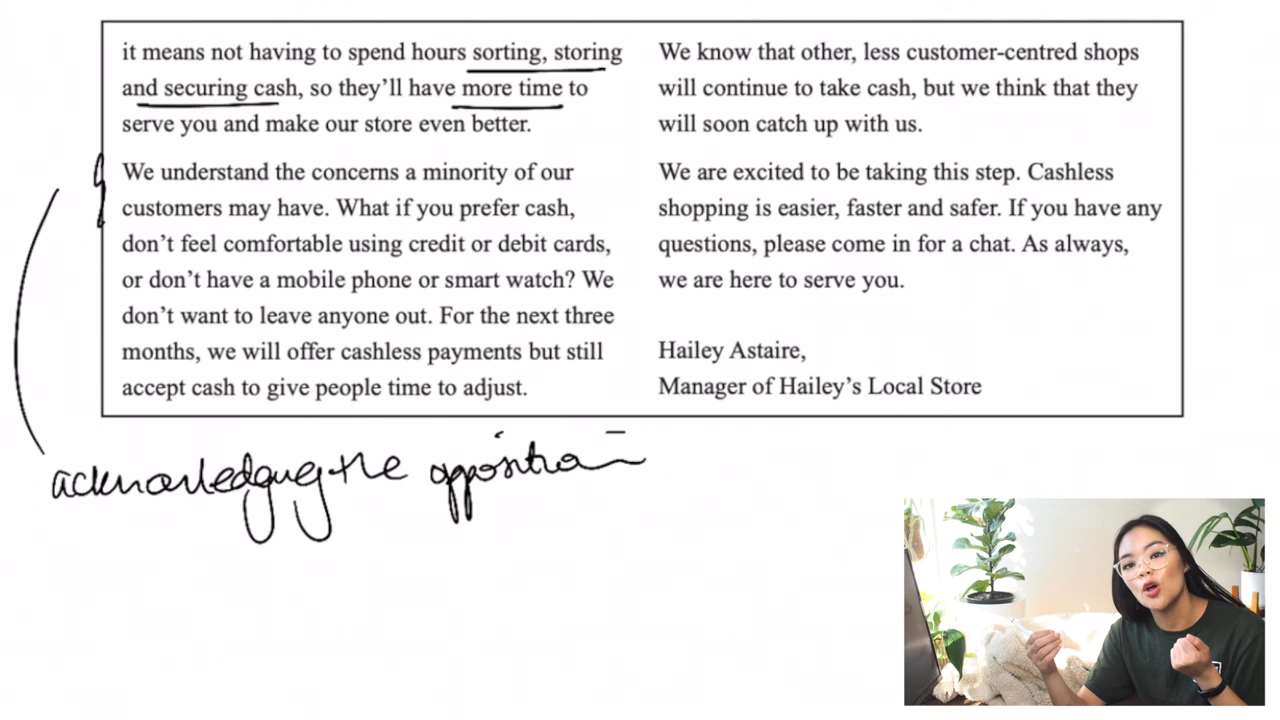 it means not having to spend hours sorting, storing
and securing cash, so they’ll have more time to
serve you and make our store even better.
We understand the concerns a minority of our
customers may have. What if you prefer cash,
don’t feel comfortable using credit or debit cards,
or don’t have a mobile phone or smart watch? We
don’t want to leave anyone out. For the next three
months, we will offer cashless payments but still
accept cash to give people time to adjust.
We know that other, less customer-centred shops
will continue to take cash, but we think that they
will soon catch up with us.
We are excited to be taking this step. Cashless
shopping is easier, faster and safer. If you have any
questions, please come in for a chat. As always,
we are here to serve you.
Hailey Astaire,
Manager of Hailey’s Local Store
acknowledging the opposition